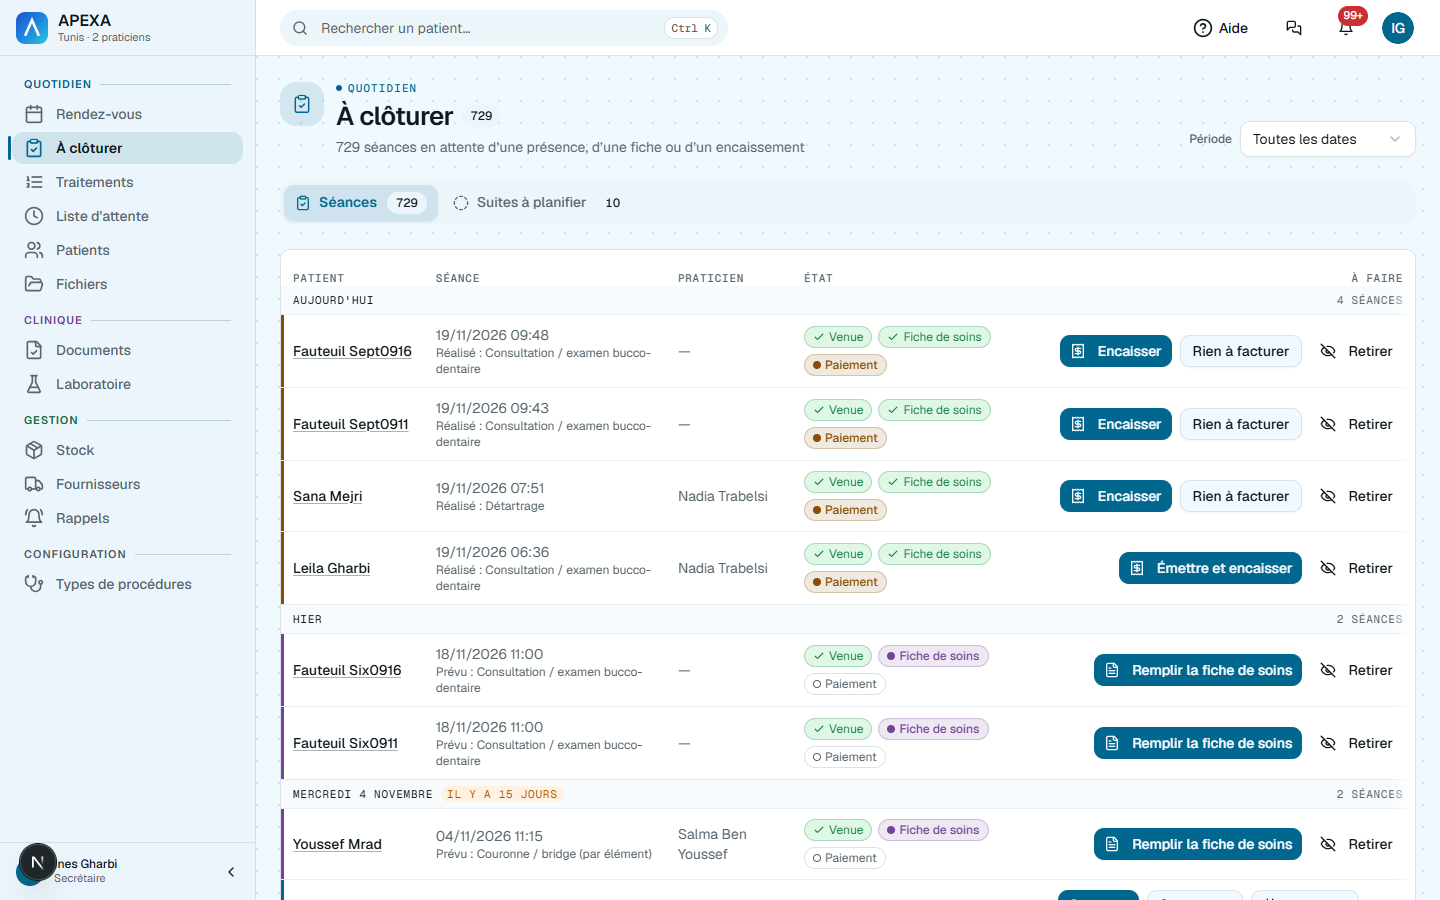 APEXA
Tunis · 2 praticiens
Rechercher un patient…
Ctrl K
Aide
99+
IG
QUOTIDIEN
Rendez-vous
À clôturer
Traitements
Liste d'attente
Patients
Fichiers
CLINIQUE
Documents
Laboratoire
GESTION
Stock
Fournisseurs
Rappels
CONFIGURATION
Types de procédures
N
nes Gharbi
Secrétaire
QUOTIDIEN
À clôturer 729
729 séances en attente d'une présence, d'une fiche ou d'un encaissement
Période
Toutes les dates
Séances 729
Suites à planifier 10
PATIENT SÉANCE PRATICIEN ÉTAT À FAIRE
AUJOURD'HUI 4 SÉANCES
Fauteuil Sept0916
19/11/2026 09:48
Réalisé : Consultation / examen bucco-
dentaire
—
Venue Fiche de soins
Paiement
Encaisser Rien à facturer Retirer
Fauteuil Sept0911
19/11/2026 09:43
Réalisé : Consultation / examen bucco-
dentaire
—
Venue Fiche de soins
Paiement
Encaisser Rien à facturer Retirer
Sana Mejri
19/11/2026 07:51
Réalisé : Détartrage
Nadia Trabelsi
Venue Fiche de soins
Paiement
Encaisser Rien à facturer Retirer
Leila Gharbi
19/11/2026 06:36
Réalisé : Consultation / examen bucco-
dentaire
Nadia Trabelsi
Venue Fiche de soins
Paiement
Émettre et encaisser Retirer
HIER 2 SÉANCES
Fauteuil Six0916
18/11/2026 11:00
Prévu : Consultation / examen bucco-
dentaire
—
Venue Fiche de soins
Paiement
Remplir la fiche de soins Retirer
Fauteuil Six0911
18/11/2026 11:00
Prévu : Consultation / examen bucco-
dentaire
—
Venue Fiche de soins
Paiement
Remplir la fiche de soins Retirer
MERCREDI 4 NOVEMBRE IL Y A 15 JOURS 2 SÉANCES
Youssef Mrad
04/11/2026 11:15
Prévu : Couronne / bridge (par élément)
Salma Ben
Youssef
Venue Fiche de soins
Paiement
Remplir la fiche de soins Retirer